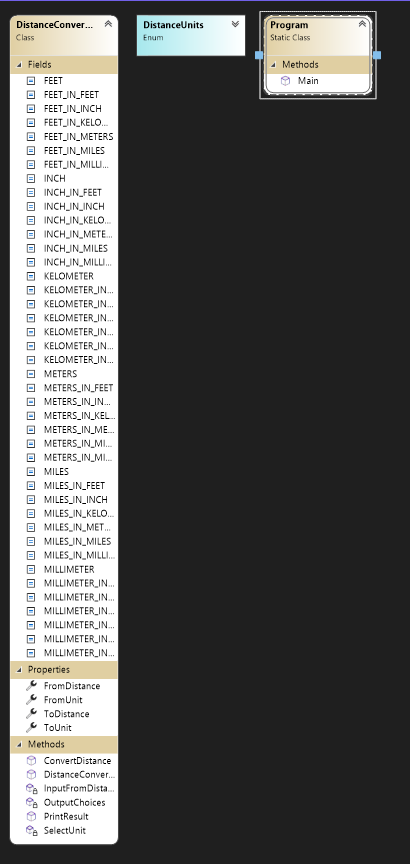 DistanceConver...
Class
Fields
FEET
FEET_IN_FEET
FEET_IN_INCH
FEET_IN_KELO...
FEET_IN_METERS
FEET_IN_MILES
FEET_IN_MILLI...
INCH
INCH_IN_FEET
INCH_IN_INCH
INCH_IN_KELO...
INCH_IN_METE...
INCH_IN_MILES
INCH_IN_MILLI...
KELOMETER
KELOMETER_IN...
KELOMETER_IN...
KELOMETER_IN...
KELOMETER_IN...
KELOMETER_IN...
KELOMETER_IN...
METERS
METERS_IN_FEET
METERS_IN_IN...
METERS_IN_KEL...
METERS_IN_ME...
METERS_IN_MI...
METERS_IN_MI...
MILES
MILES_IN_FEET
MILES_IN_INCH
MILES_IN_KELO...
MILES_IN_MET...
MILES_IN_MILES
MILES_IN_MILLI...
MILLIMETER
MILLIMETER_IN...
MILLIMETER_IN...
MILLIMETER_IN...
MILLIMETER_IN...
MILLIMETER_IN...
MILLIMETER_IN...
Properties
FromDistance
FromUnit
ToDistance
ToUnit
Methods
ConvertDistance
DistanceConver...
InputFromDista...
OutputChoices
PrintResult
SelectUnit
DistanceUnits
Enum
Program
Static Class
Methods
Main